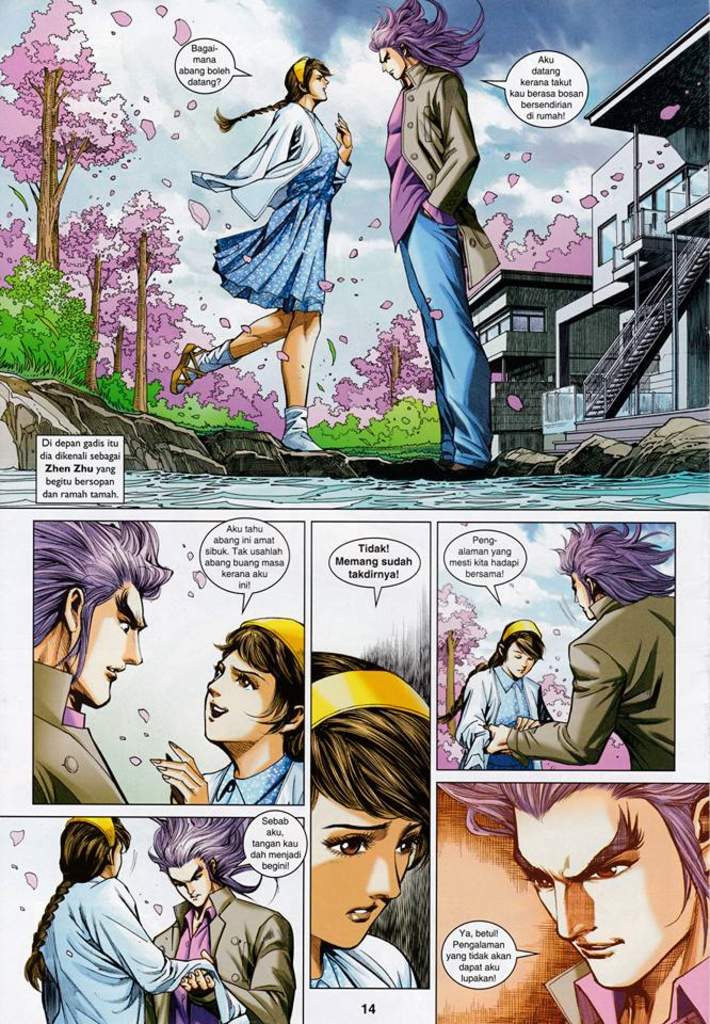 Bagai-
mana
abang boleh
datang?
Aku
datang
kerana takut
kau berasa bosan
bersendirian
di rumah!
Di depan gadis itu
dia dikenali sebagai
Zhen Zhu yang
begitu bersopan
dan ramah tamah.
Aku tahu
abang ini amat
sibuk. Tak usahlah
abang buang masa
kerana aku
ini!
Sebab
aku,
tangan kau
dah menjadi
begini!
Tidak!
Memang sudah
takdirnya!
Peng-
alaman yang
mesti kita hadapi
bersama!
Ya, betul!
Pengalaman
yang tidak akan
dapat aku
lupakan!
14